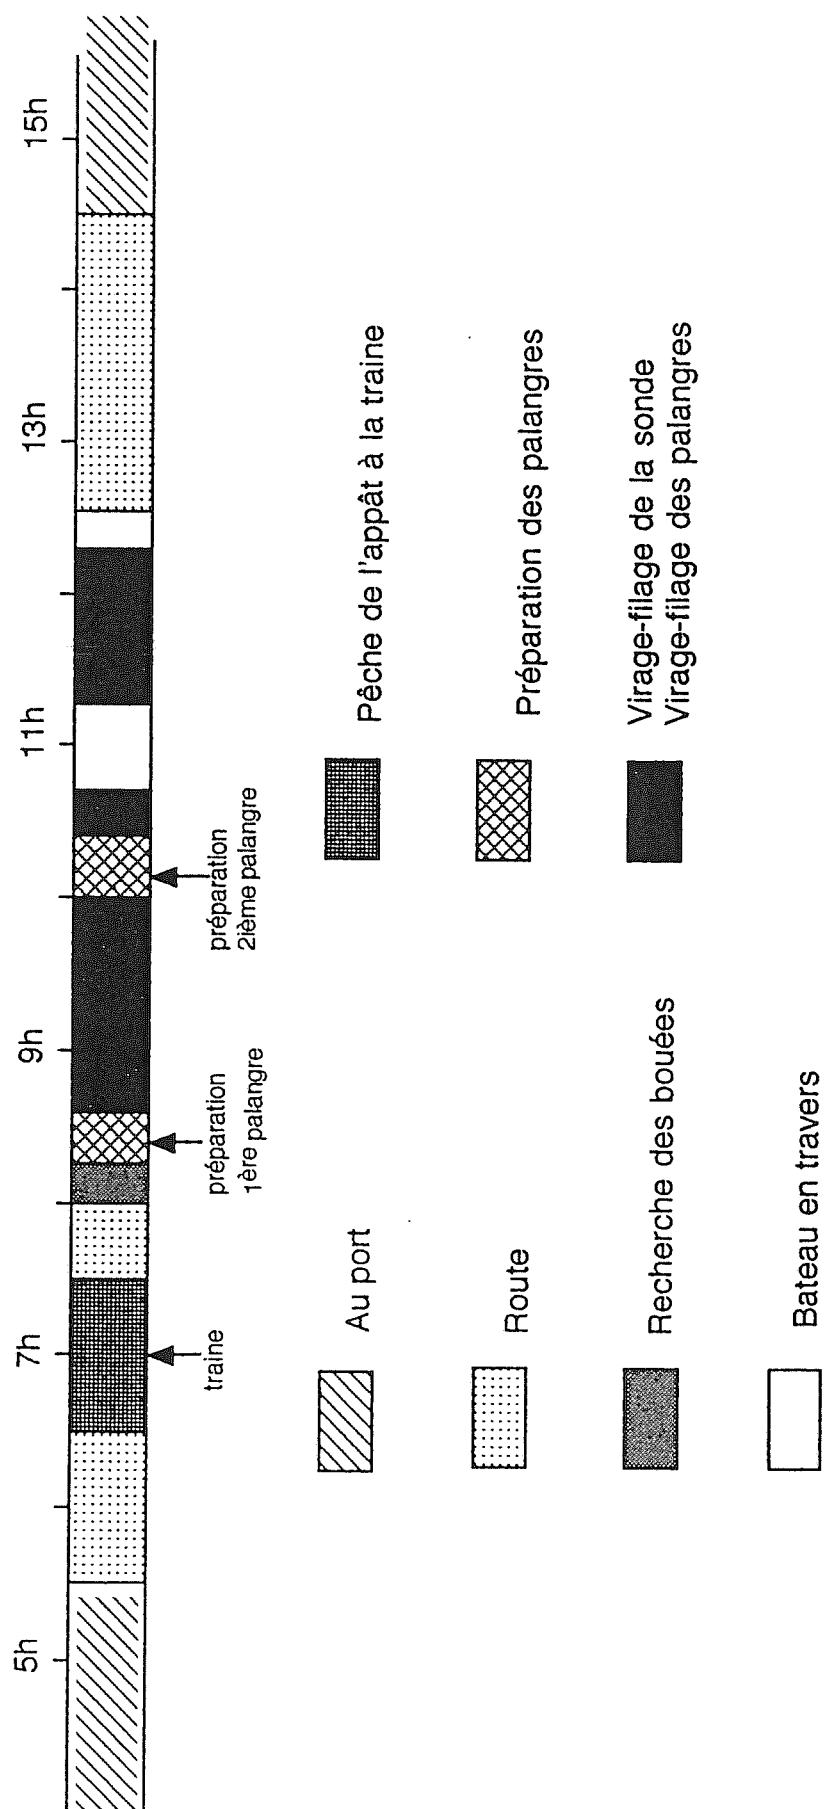 5h
7h
9h
11h
13h
15h
traine
préparation
1ère palangre
préparation
2ième palangre
Au port
Route
Recherche des bouées
Bateau en travers
Pêche de l'appât à la traine
Préparation des palangres
Virage-filage de la sonde
Virage-filage des palangres